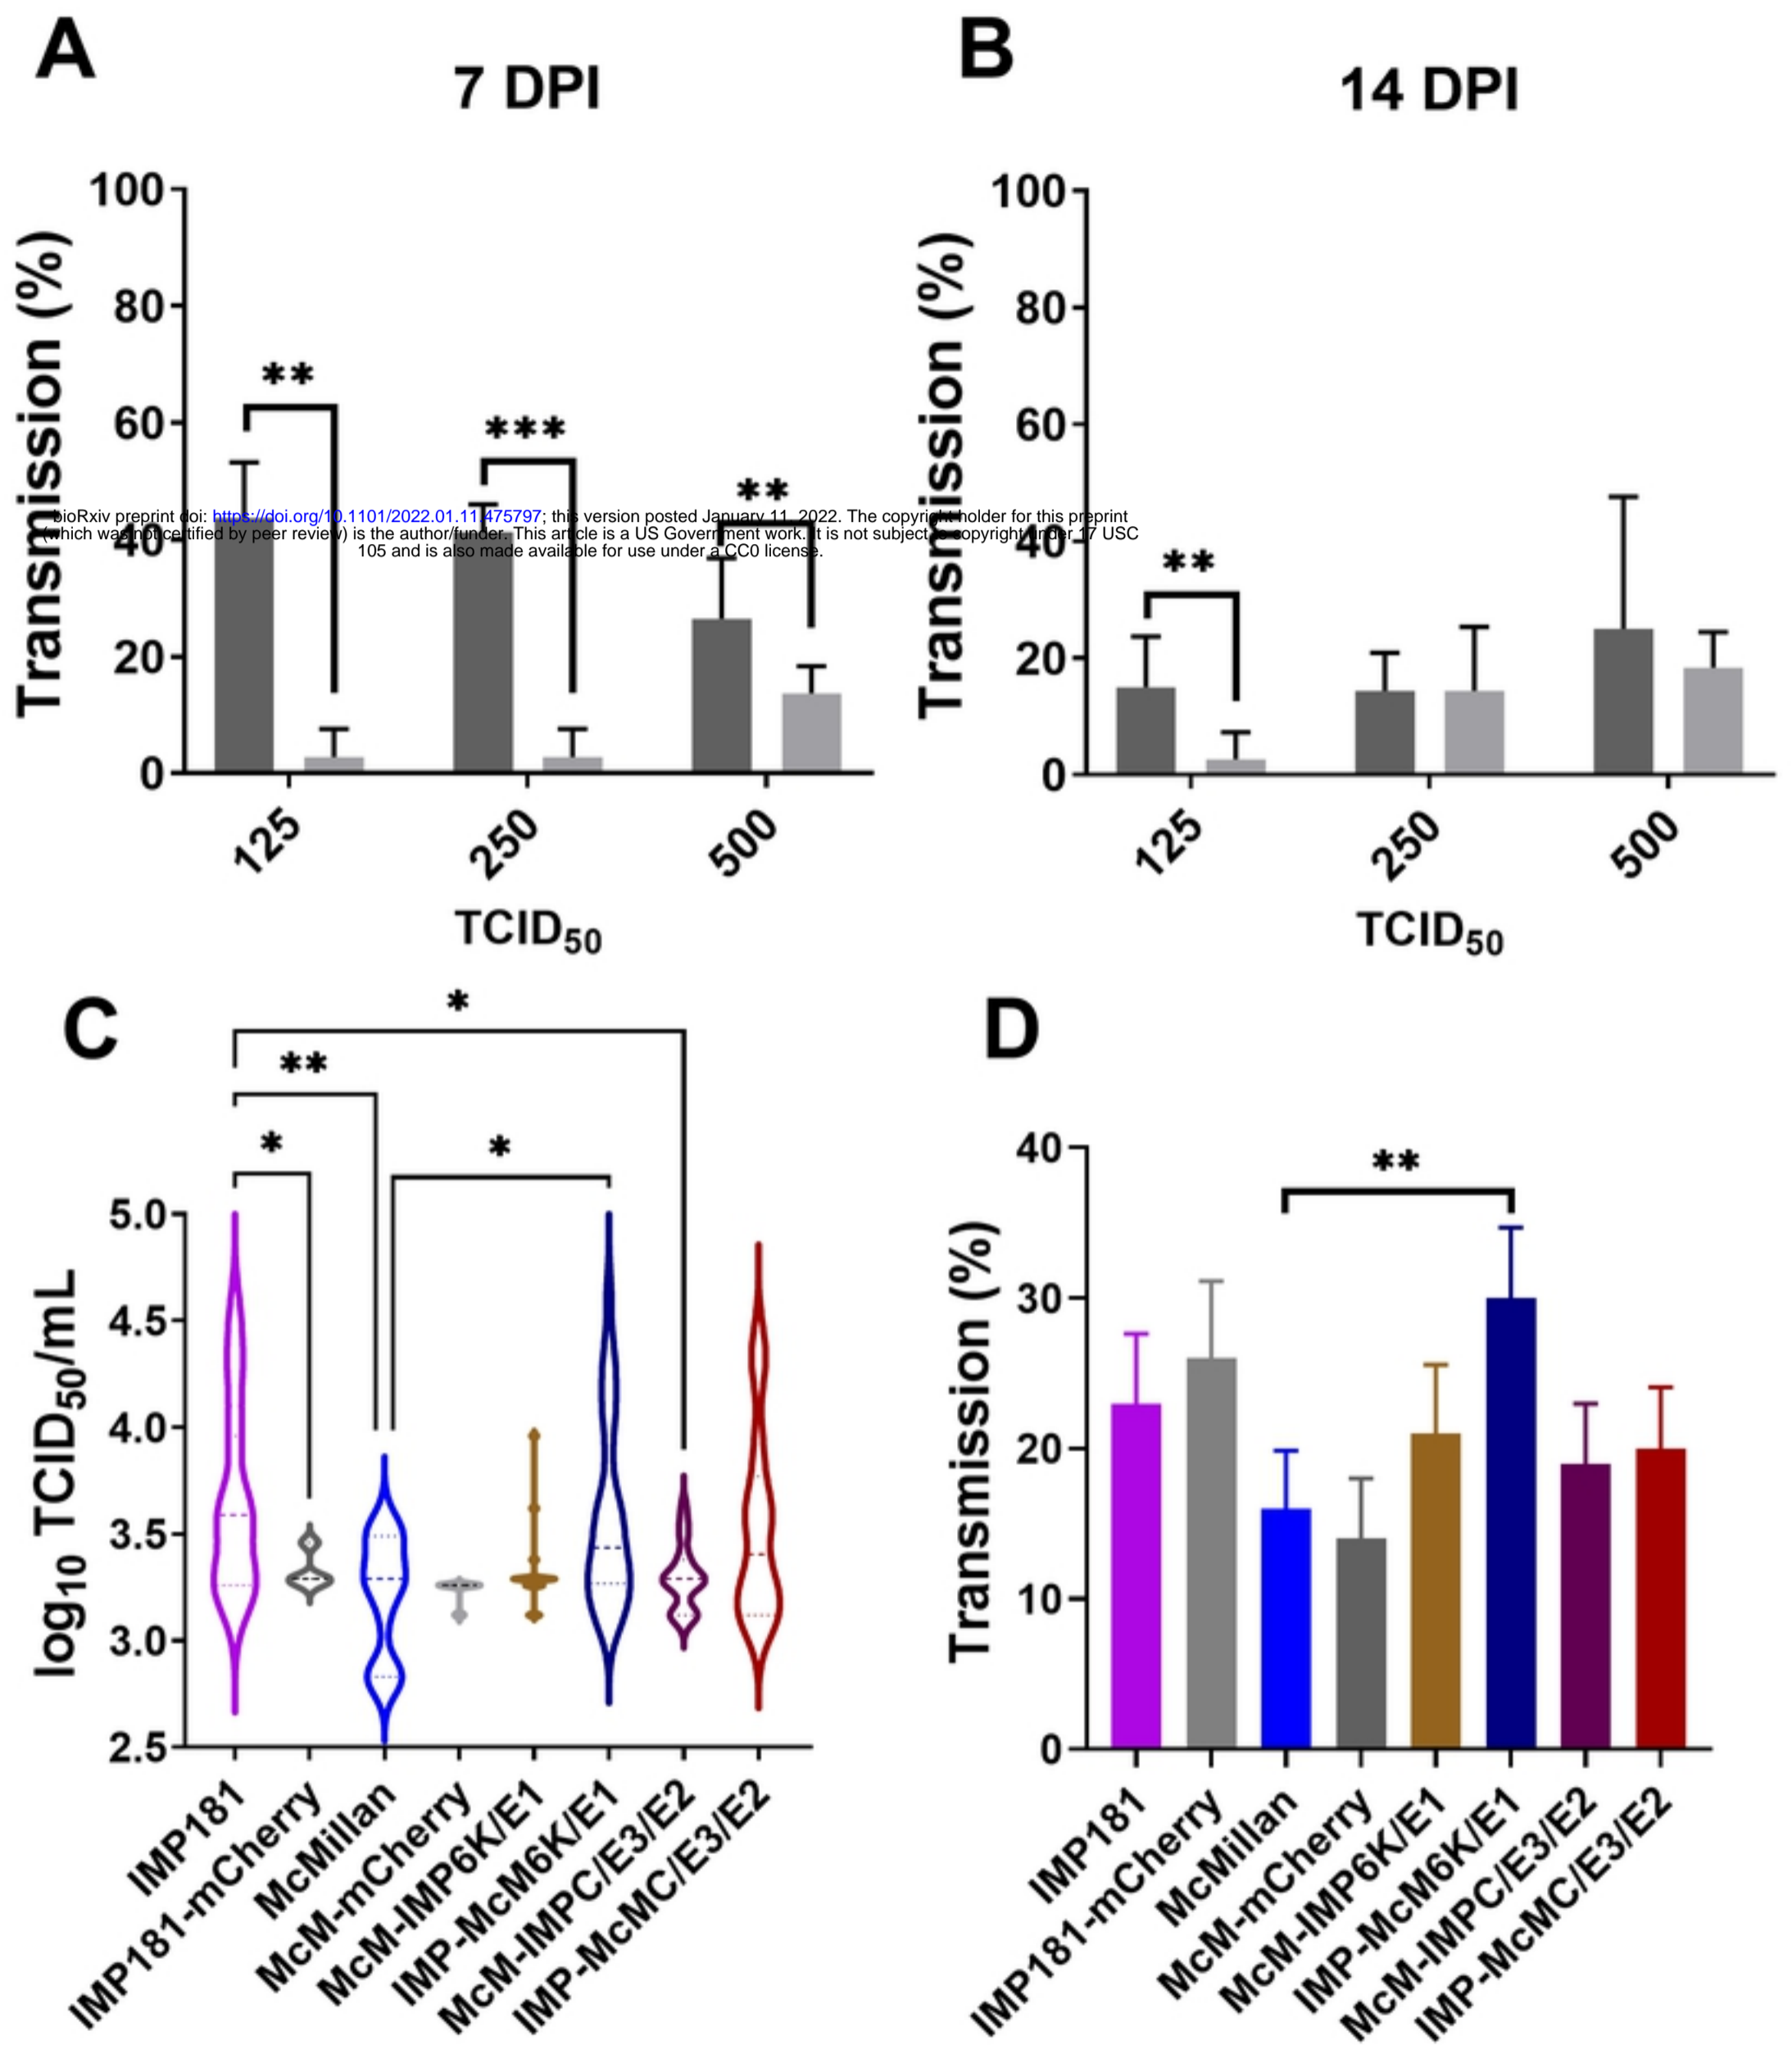 A
7 DPI
Transmission (%)
100
80
60
40
20
0
**
***
**
125
250
500
TCID50
B
14 DPI
Transmission (%)
100
80
60
40
20
0
**
125
250
500
TCID50
bioRxiv preprint doi: https://doi.org/10.1101/2022.01.11.475797; this version posted January 11, 2022. The copyright holder for this preprint
(which was not certified by peer review) is the author/funder. This article is a US Government work. It is not subject to copyright under 17 USC
105 and is also made available for use under a CC0 license.
C
*
**
*
*
log10 TCID50/mL
5.0
4.5
4.0
3.5
3.0
2.5
IMP181
IMP181-mCherry
McMillan
McM-mCherry
McM-IMP6K/E1
IMP-McM6K/E1
McM-IMPC/E3/E2
IMP-McMC/E3/E2
D
**
Transmission (%)
40
30
20
10
0
IMP181
IMP181-mCherry
McMillan
McM-mCherry
McM-IMP6K/E1
IMP-McM6K/E1
McM-IMPC/E3/E2
IMP-McMC/E3/E2